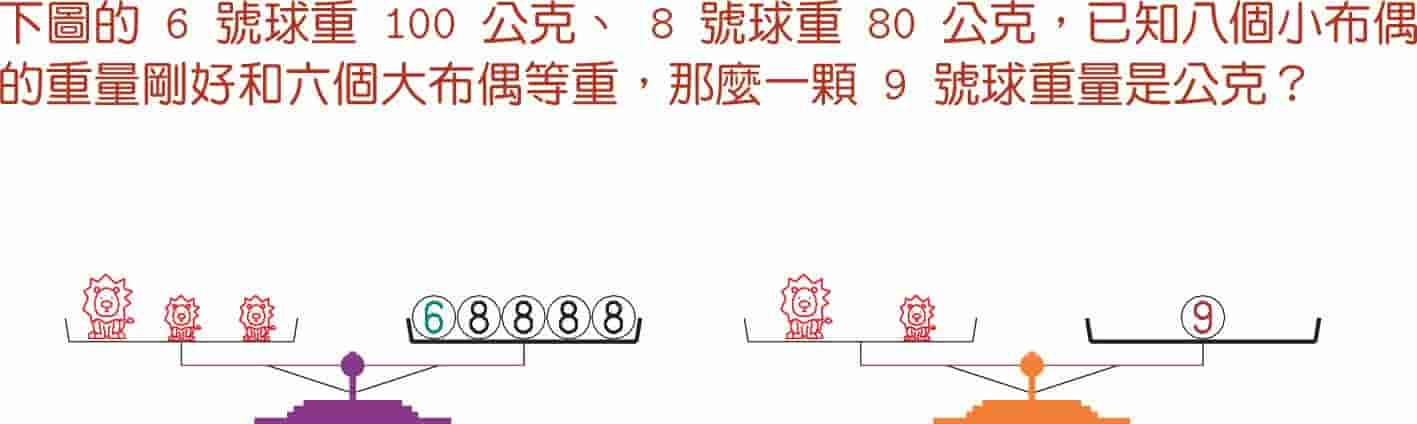 下圖的 6 號球重 100 公克、 8 號球重 80 公克，已知八個小布偶
的重量剛好和六個大布偶等重，那麼一顆 9 號球重量是公克？
6 8 8 8 8 9